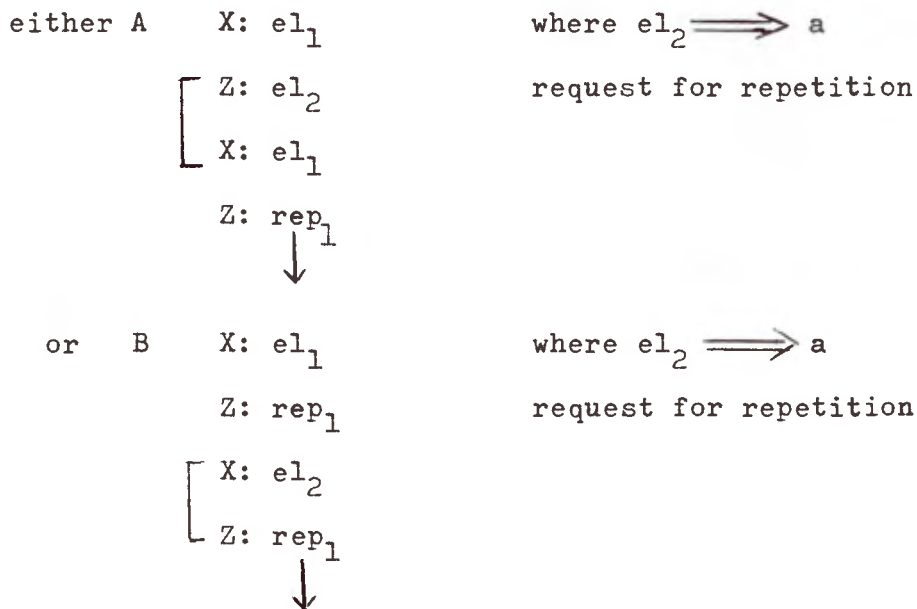 either A X: el₁ where el₂ ⟹ a
Z: el₂ request for repetition
X: el₁
Z: rep₁
↓
or B X: el₁ where el₂ ⟹ a
Z: rep₁ request for repetition
X: el₂
Z: rep₁
↓